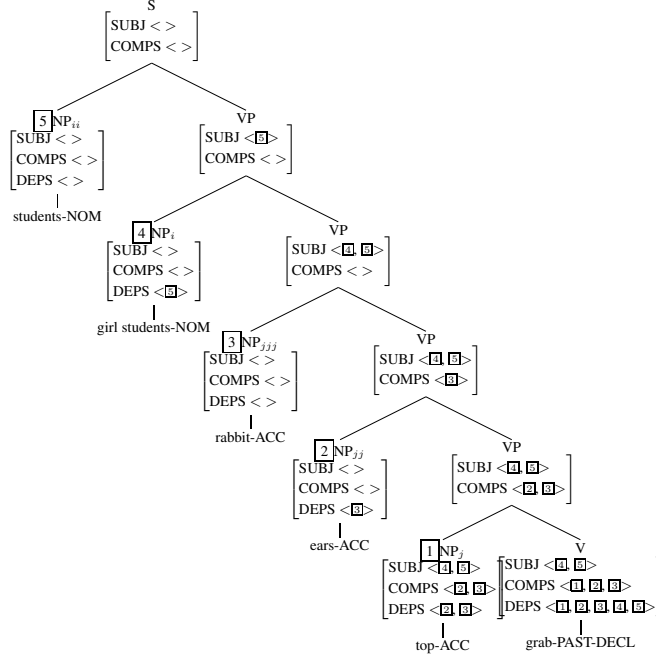 S
SUBJ < >
COMPS < >
5 NPii
SUBJ < >
COMPS < >
DEPS < >
students-NOM
VP
SUBJ <5>
COMPS < >
4 NPi
SUBJ < >
COMPS < >
DEPS <5>
girl students-NOM
VP
SUBJ <4, 5>
COMPS < >
3 NPjjj
SUBJ < >
COMPS < >
DEPS < >
rabbit-ACC
VP
SUBJ <4, 5>
COMPS <3>
2 NPjj
SUBJ < >
COMPS < >
DEPS <3>
ears-ACC
VP
SUBJ <4, 5>
COMPS <2, 3>
1 NPj
SUBJ <4, 5>
COMPS <2, 3>
DEPS <2, 3>
top-ACC
V
SUBJ <4, 5>
COMPS <1, 2, 3>
DEPS <1, 2, 3, 4, 5>
grab-PAST-DECL